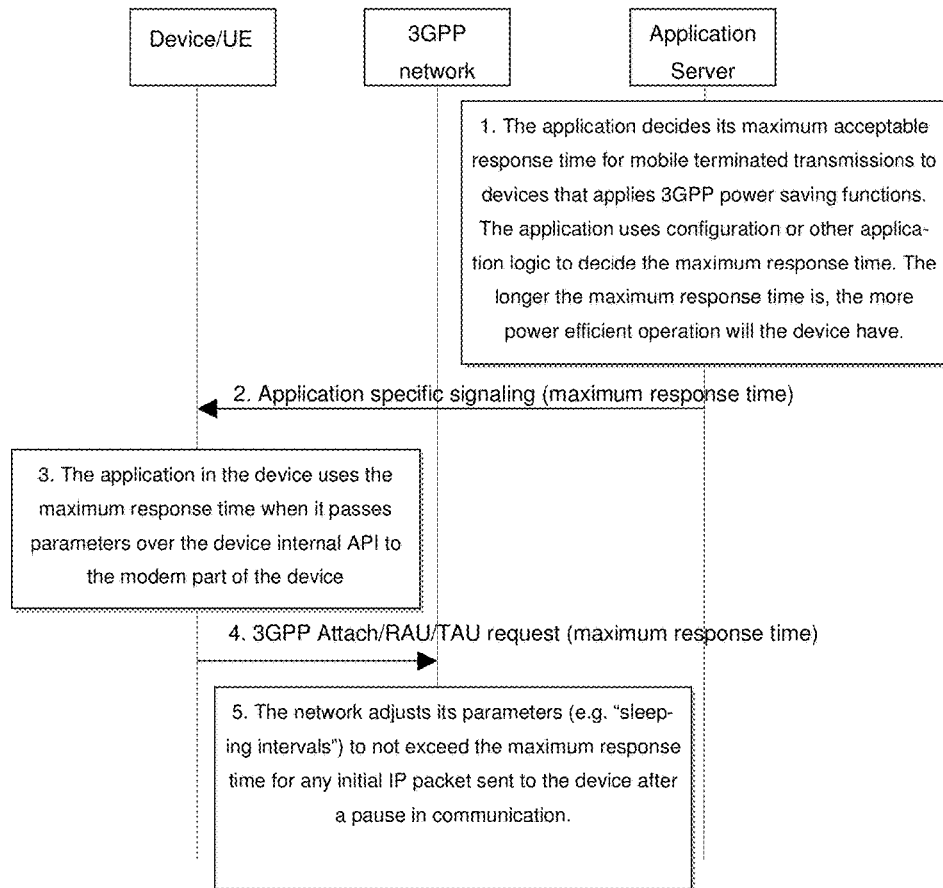 Device/UE
3GPP
network
Application
Server
1. The application decides its maximum acceptable
response time for mobile terminated transmissions to
devices that applies 3GPP power saving functions.
The application uses configuration or other applica-
tion logic to decide the maximum response time. The
longer the maximum response time is, the more
power efficient operation will the device have.
2. Application specific signaling (maximum response time)
3. The application in the device uses the
maximum response time when it passes
parameters over the device internal API to
the modem part of the device
4. 3GPP Attach/RAU/TAU request (maximum response time)
5. The network adjusts its parameters (e.g. “sleep-
ing intervals”) to not exceed the maximum response
time for any initial IP packet sent to the device after
a pause in communication.